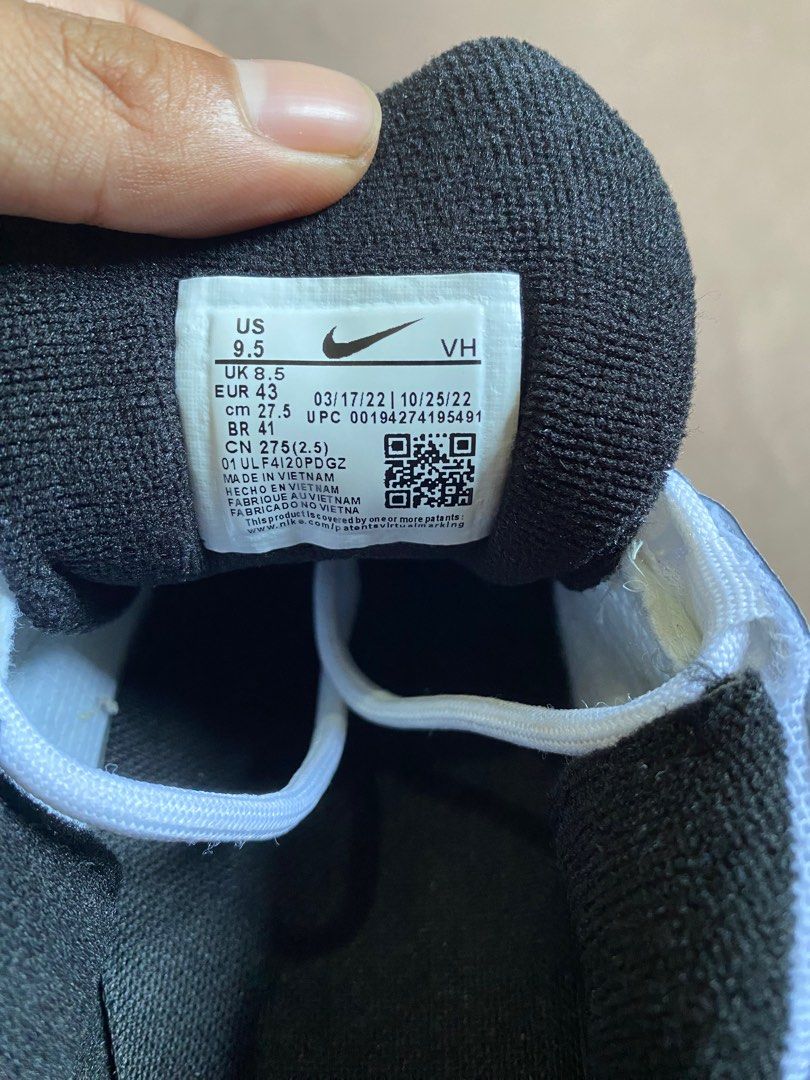 US
9.5
VH
UK 8.5
EUR 43
cm 27.5
BR 41
CN 275(2.5)
03/17/22 | 10/25/22
UPC 00194274195491
01ULF4I20PDGZ
MADE IN VIETNAM
HECHO EN VIETNAM
FABRIQUE AU VIETNAM
FABRICADO NO VIETNA
This product is covered by one or more patents:
www.nike.com/patentsvirtualmarking